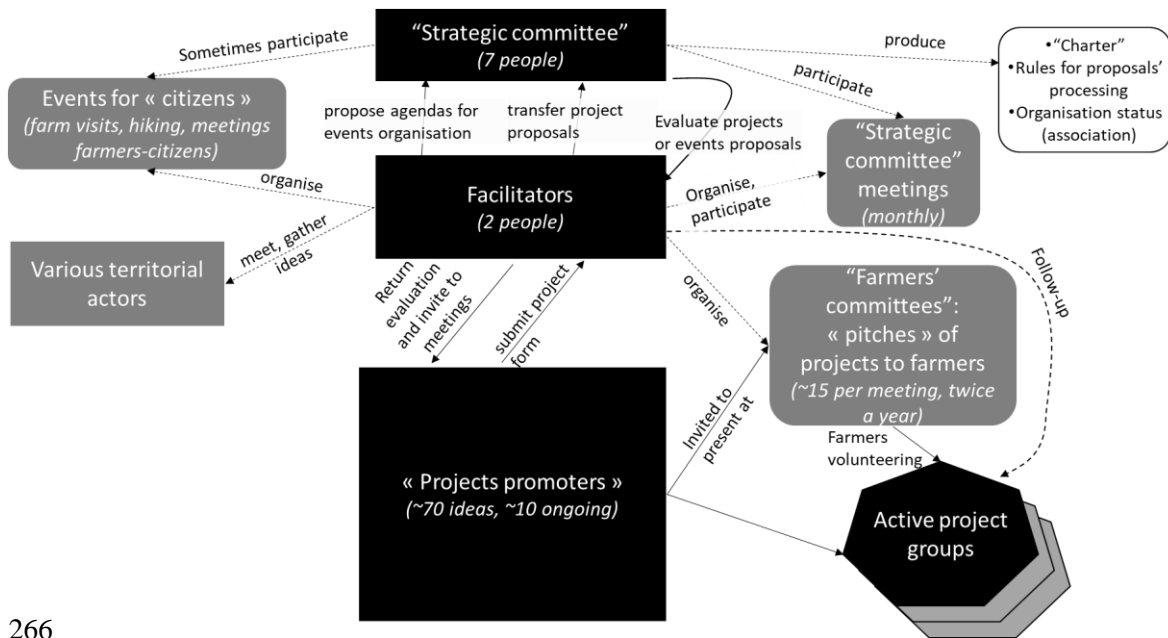 “Strategic committee”
(7 people)
Sometimes participate
produce
•“Charter”
•Rules for proposals’
processing
•Organisation status
(association)
participate
Events for « citizens »
(farm visits, hiking, meetings
farmers-citizens)
propose agendas for
events organisation
transfer project
proposals
Evaluate projects
or events proposals
“Strategic
committee”
meetings
(monthly)
organise
Facilitators
(2 people)
Organise,
participate
meet, gather
ideas
Various territorial
actors
Return
evaluation
and invite to
meetings
submit project
form
organise
Follow-up
“Farmers’
committees”:
« pitches » of
projects to farmers
(~15 per meeting, twice
a year)
Invited to
present at
Farmers
volunteering
« Projects promoters »
(~70 ideas, ~10 ongoing)
Active project
groups
266